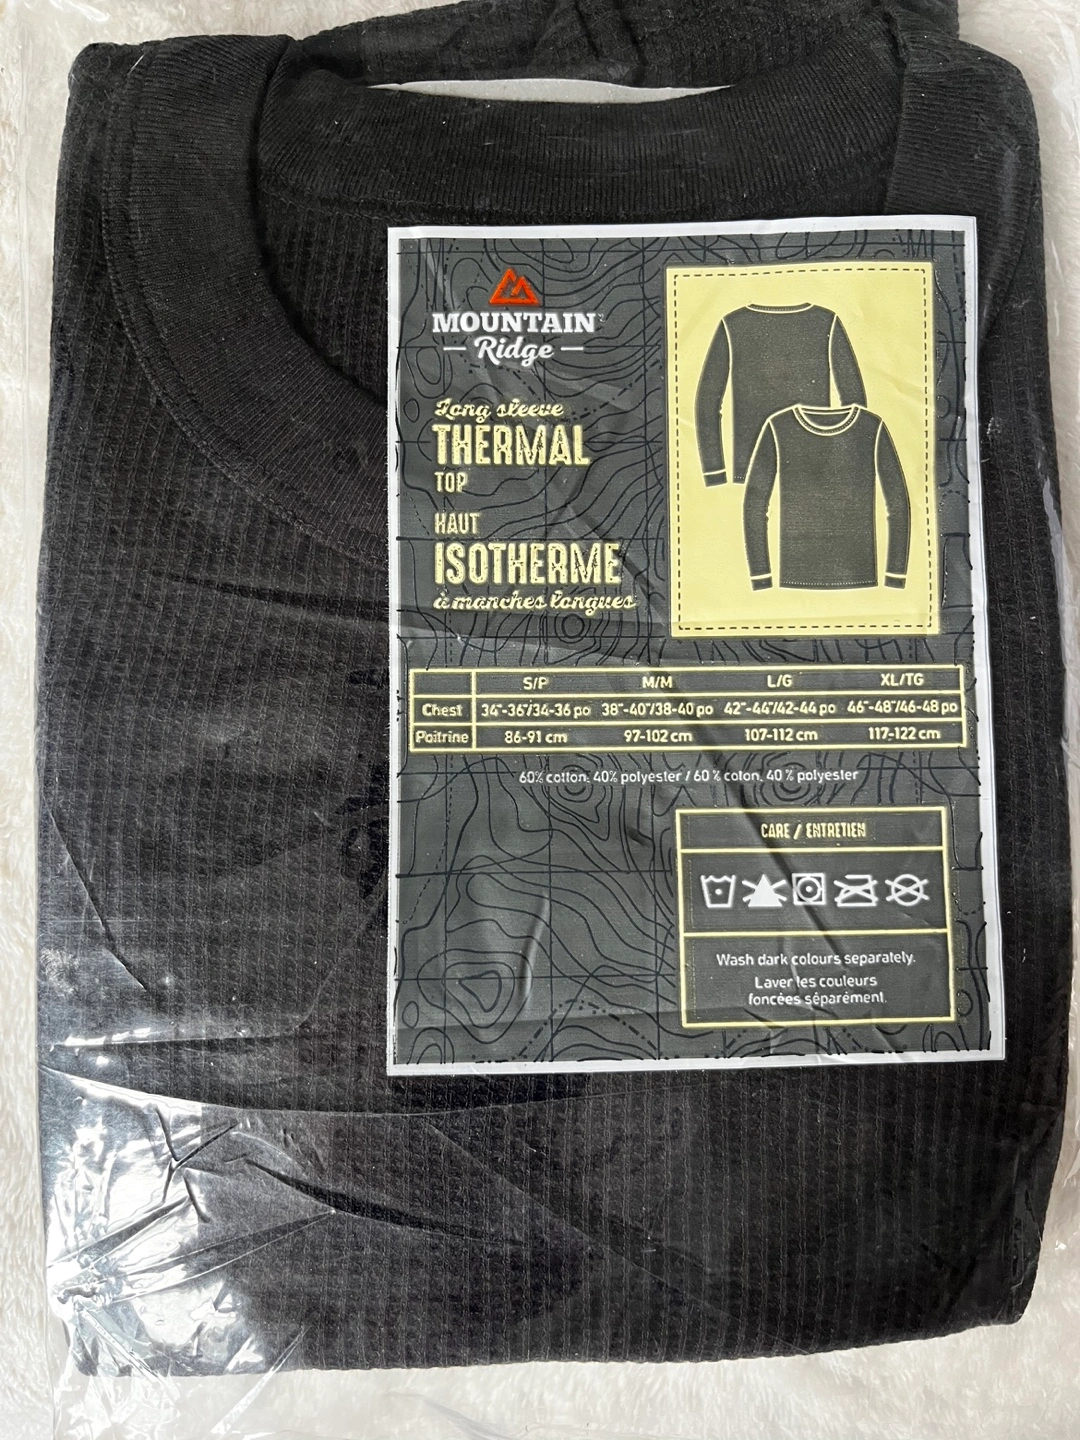 MOUNTAIN
Ridge
Long sleeve
THERMAL
TOP
HAUT
ISOTHERME
à manches longues
S/P M/M L/G XL/TG
Chest 34"-36"/34-36 po 38"-40"/38-40 po 42"-44"/42-44 po 46"-48"/46-48 po
Poitrine 86-91 cm 97-102 cm 107-112 cm 117-122 cm
60% cotton, 40% polyester / 60 % coton, 40 % polyester
CARE / ENTRETIEN
Wash dark colours separately.
Laver les couleurs
foncées séparément.